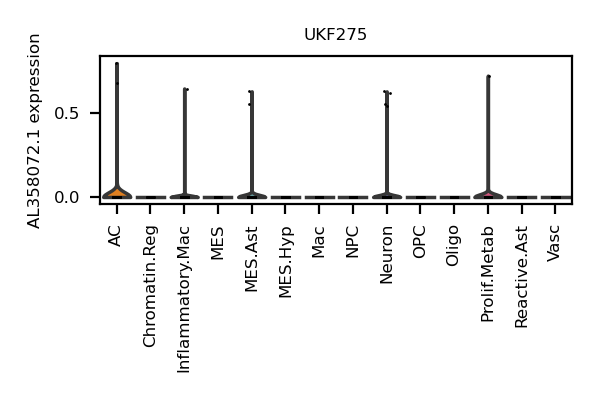 UKF275
AL358072.1 expression
0.5
0.0
AC
Chromatin.Reg
Inflammatory.Mac
MES
MES.Ast
MES.Hyp
Mac
NPC
Neuron
OPC
Oligo
Prolif.Metab
Reactive.Ast
Vasc